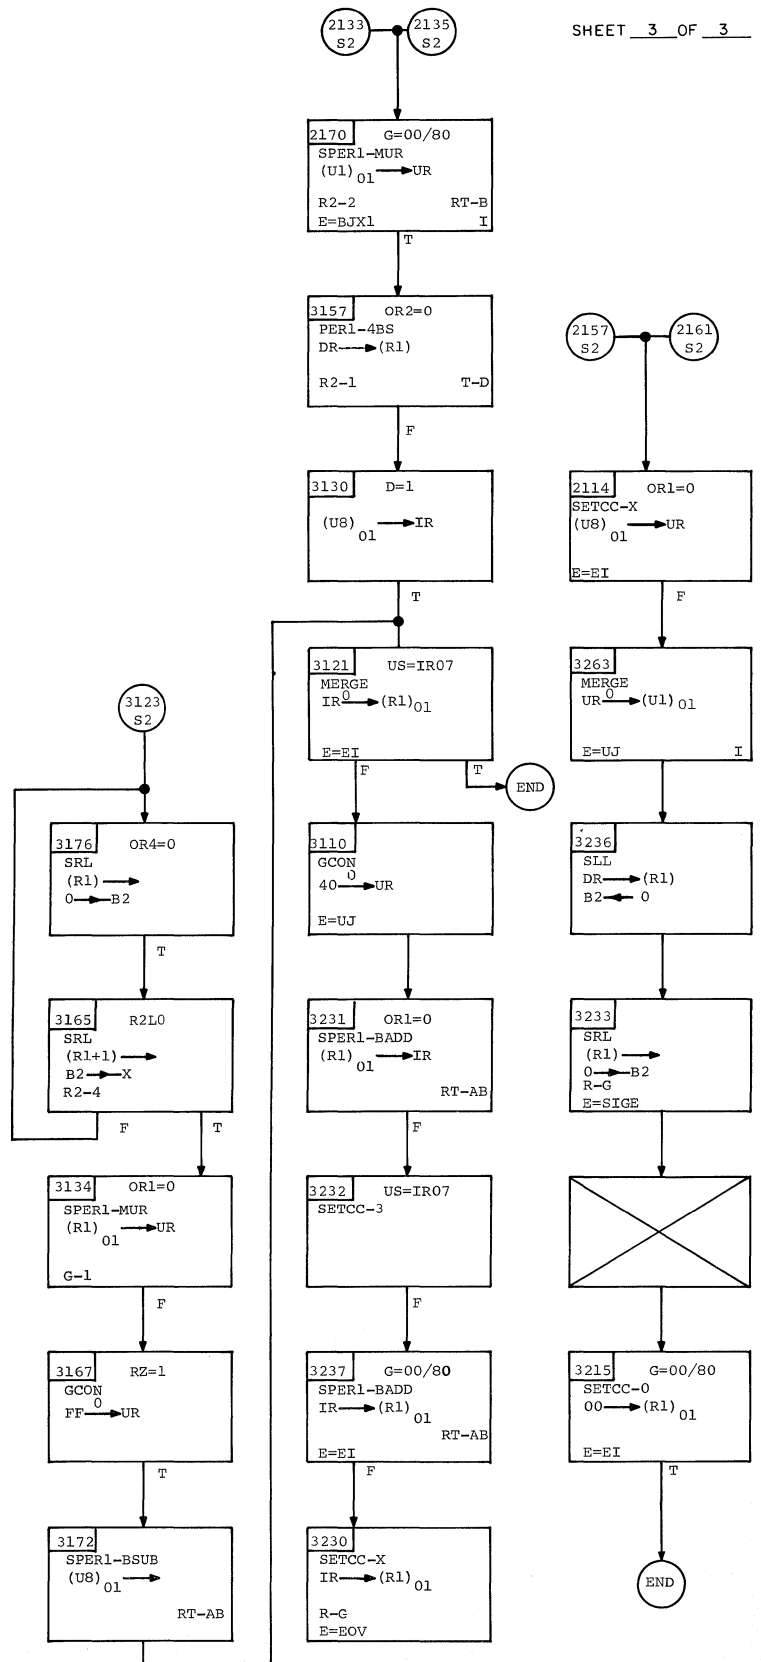 2133
S2
2135
S2
SHEET 3 OF 3
2170 G=00/80
SPER1-MUR
(U1)01 UR
R2-2 RT-B
E=BJX1 I
T
3157 OR2=0
PER1-4BS
DR (R1)
R2-1 T-D
F
3130 D=1
(U8)01 IR
T
3121 US=IR07
MERGE
IR 0 (R1)01
E=EI
F
T
END
3110
GCON
40 0 UR
E=UJ
3231 OR1=0
SPER1-BADD
(R1)01 IR
RT-AB
F
3232 US=IR07
SETCC-3
F
3237 G=00/80
SPER1-BADD
IR (R1)01
RT-AB
E=EI
F
3230
SETCC-X
IR (R1)01
R-G
E=EOV
3123
S2
3176 OR4=0
SRL
(R1)
0 B2
T
3165 R2L0
SRL
(R1+1)
B2 X
R2-4
F
T
3134 OR1=0
SPER1-MUR
(R1)01 UR
G-1
F
3167 RZ=1
GCON
FF 0 UR
T
3172
SPER1-BSUB
(U8)01
RT-AB
2157
S2
2161
S2
2114 OR1=0
SETCC-X
(U8)01 UR
E=EI
F
3263
MERGE
UR 0 (U1)01
E=UJ I
3236
SLL
DR (R1)
B2 0
3233
SRL
(R1)
0 B2
R-G
E=SIGE
3215 G=00/80
SETCC-0
00 (R1)01
E=EI
T
END